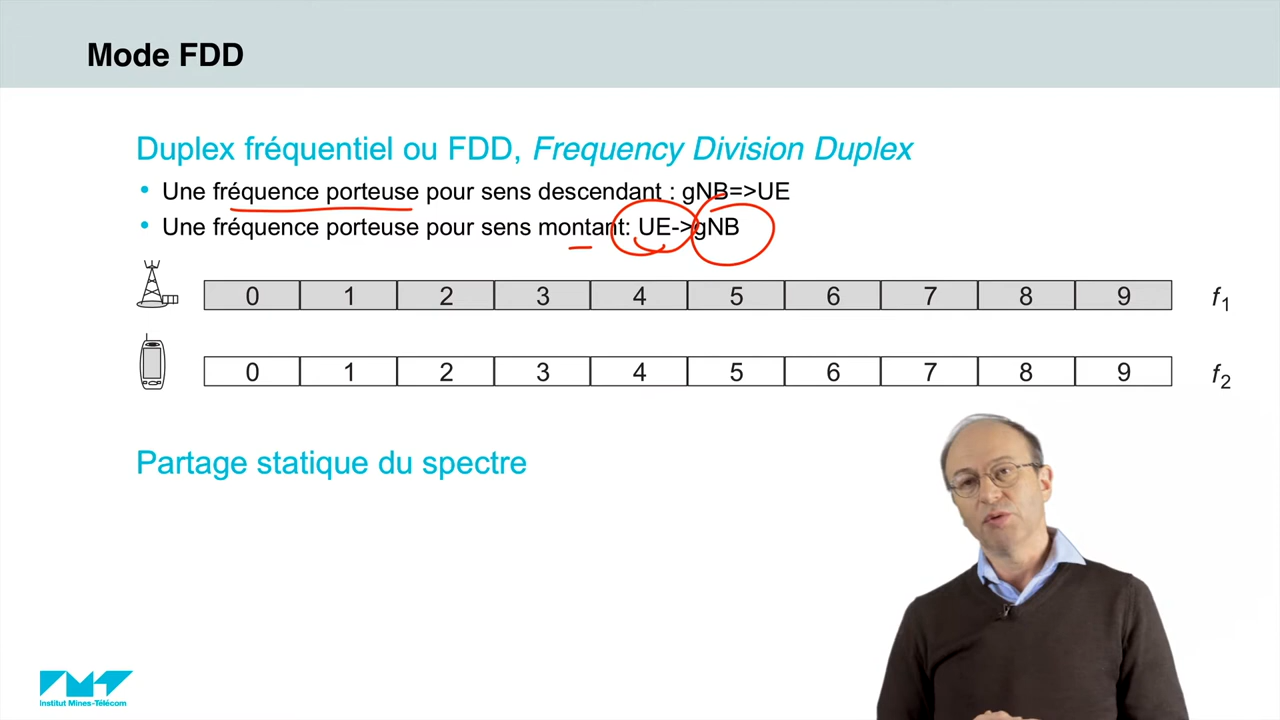 Mode FDD
Duplex fréquentiel ou FDD, Frequency Division Duplex
• Une fréquence porteuse pour sens descendant : gNB=>UE
• Une fréquence porteuse pour sens montant: UE->gNB
0 1 2 3 4 5 6 7 8 9 f1
0 1 2 3 4 5 6 7 8 9 f2
Partage statique du spectre
Institut Mines-Télécom